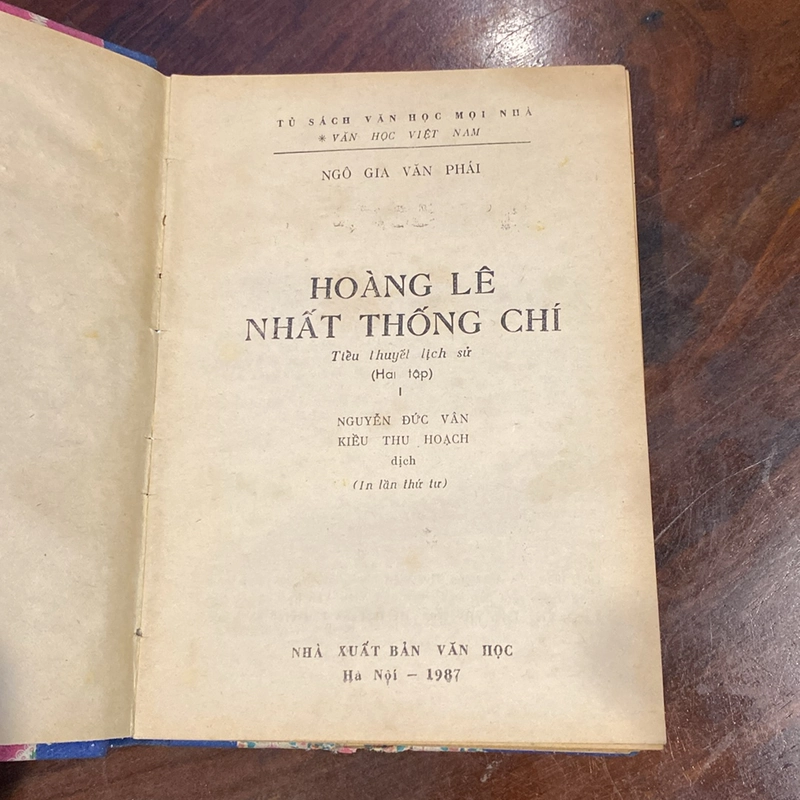 TỦ SÁCH VĂN HỌC MỌI NHÀ
* VĂN HỌC VIỆT NAM
NGÔ GIA VĂN PHÁI
HOÀNG LÊ
NHẤT THỐNG CHÍ
Tiểu thuyết lịch sử
(Hai tập)
I
NGUYỄN ĐỨC VÂN
KIỀU THU HOẠCH
dịch
(In lần thứ tư)
NHÀ XUẤT BẢN VĂN HỌC
Hà Nội – 1987